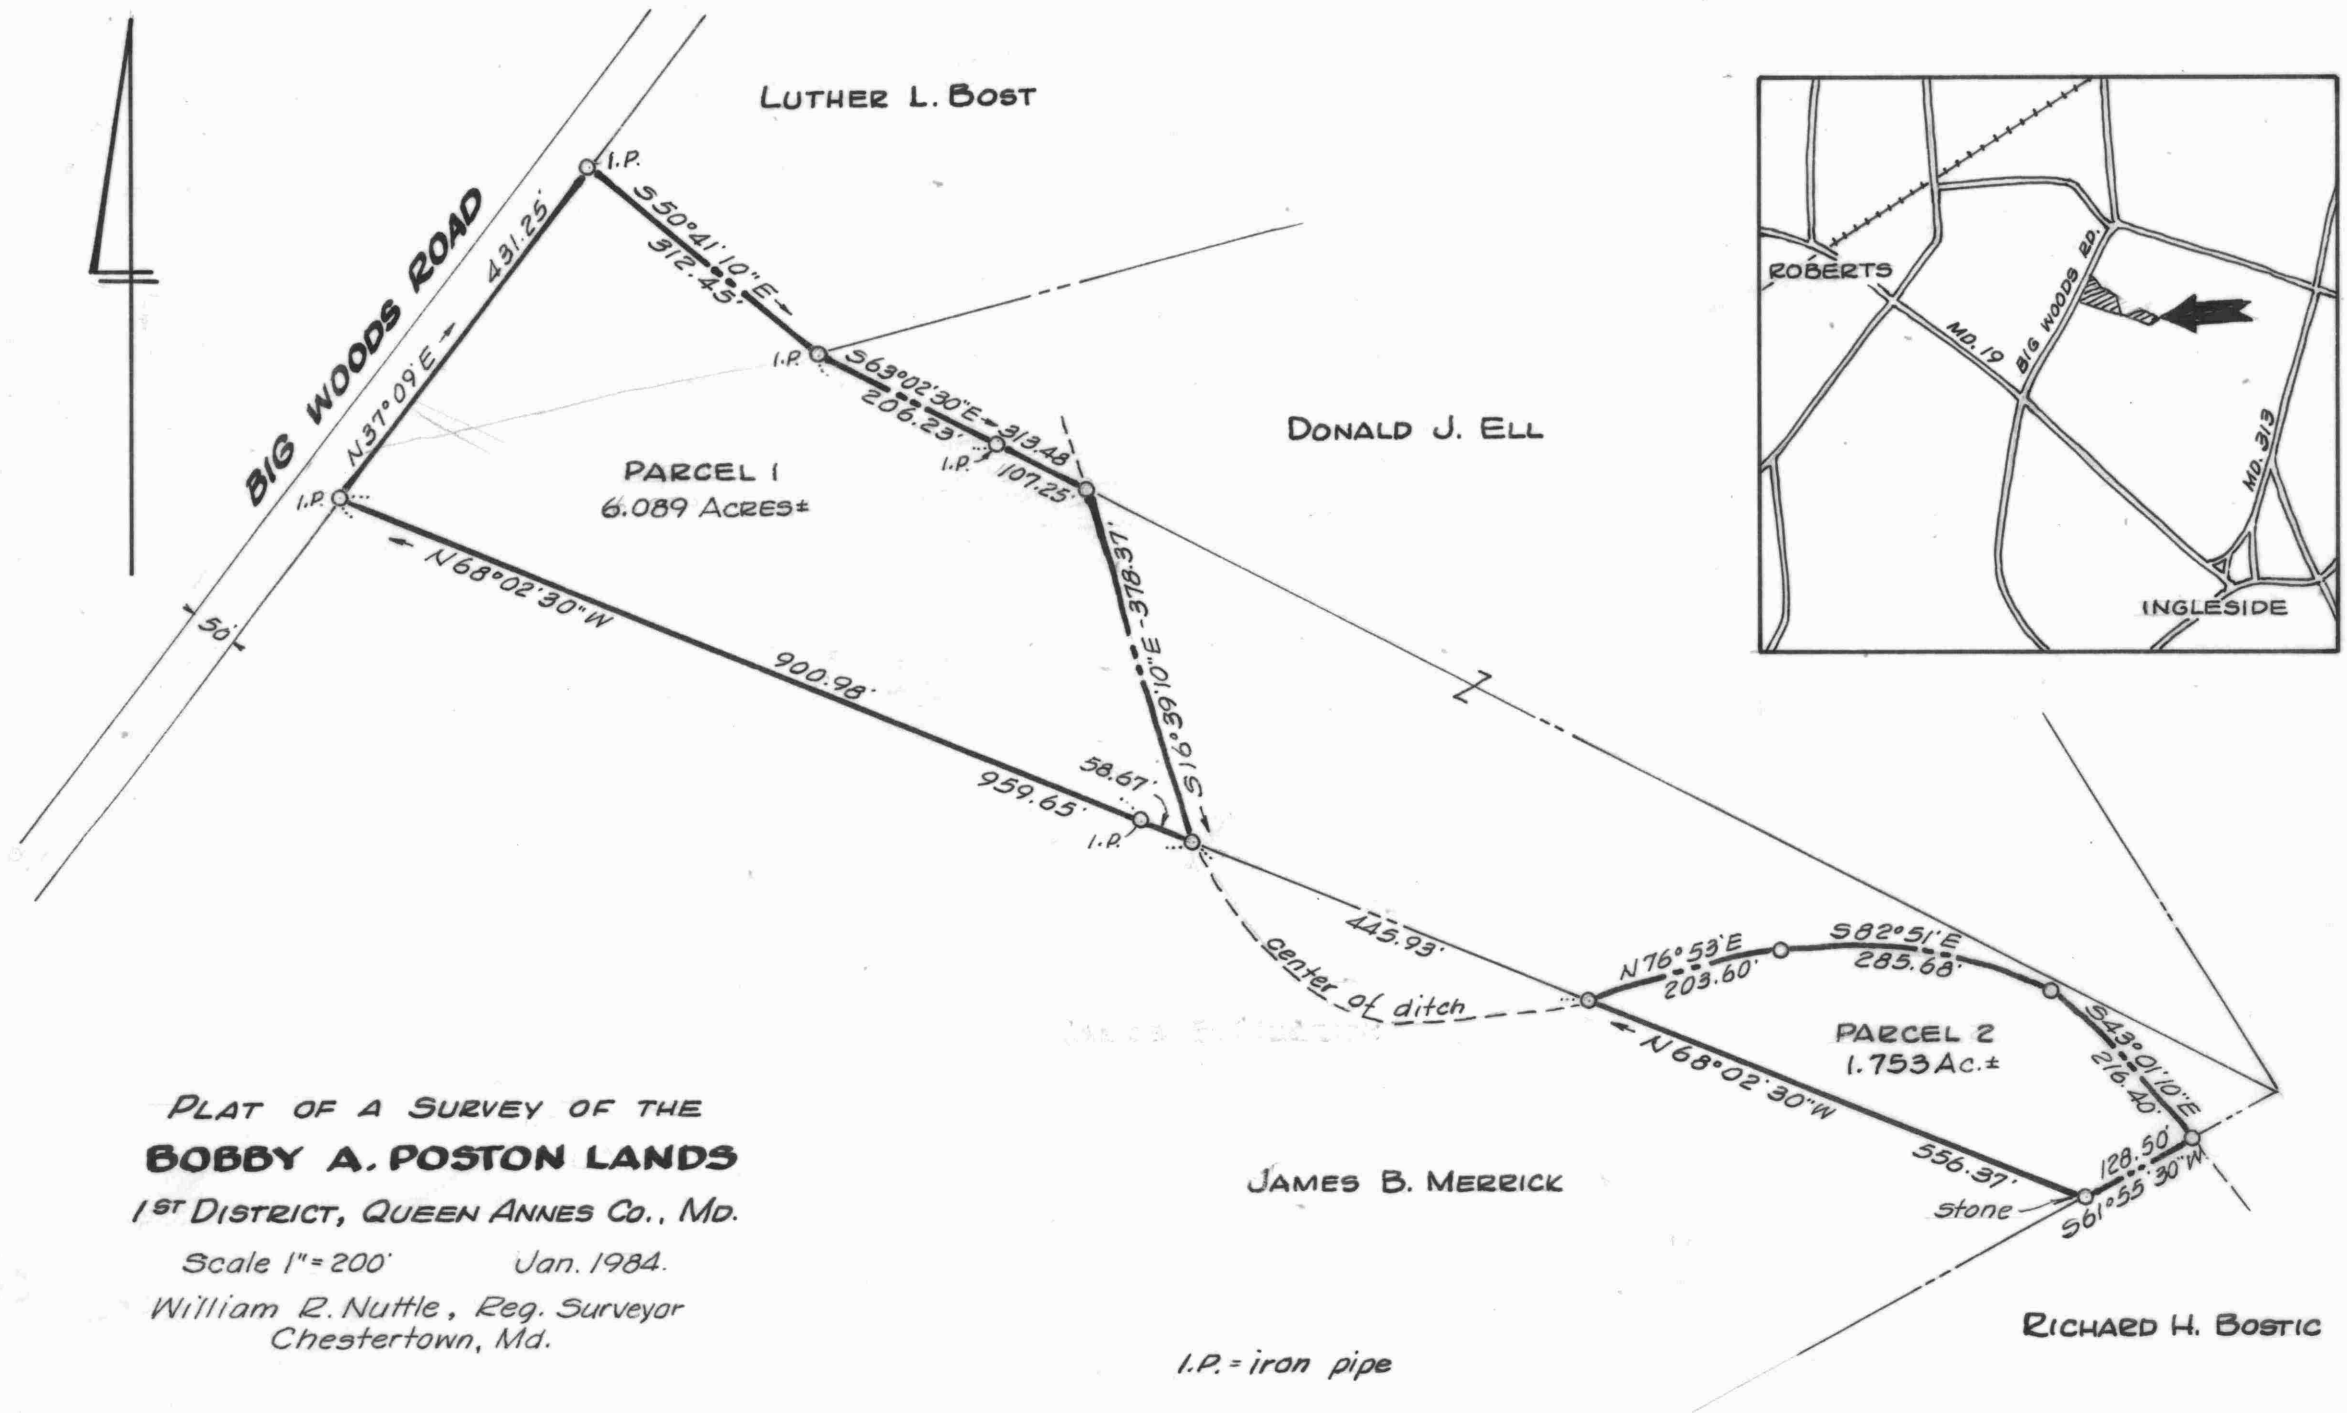 LUTHER L. BOST
I.P.
S50°41'10"E
312.45'
BIG WOODS ROAD
431.25'
N37°09'E
I.P.
S63°02'30"E
313.48
206.23'
I.P.
107.25'
DONALD J. ELL
PARCEL 1
6.089 ACRES±
I.P.
50'
N68°02'30"W
900.98'
959.65'
58.67'
I.P.
S16°39'10"E - 378.37'
445.93'
center of ditch
N76°53'E
203.60'
S82°51'E
285.68'
S43°01'10"E
216.40'
PARCEL 2
1.753 Ac.±
N68°02'30"W
556.37'
128.50'
S61°55'30"W
Stone
JAMES B. MERRICK
RICHARD H. BOSTIC
I.P. = iron pipe
ROBERTS
MD. 19
BIG WOODS RD.
MD. 313
INGLESIDE
PLAT OF A SURVEY OF THE
BOBBY A. POSTON LANDS
1ST DISTRICT, QUEEN ANNES CO., MD.
Scale 1"=200' Jan. 1984.
William R. Nuttle, Reg. Surveyor
Chestertown, Md.